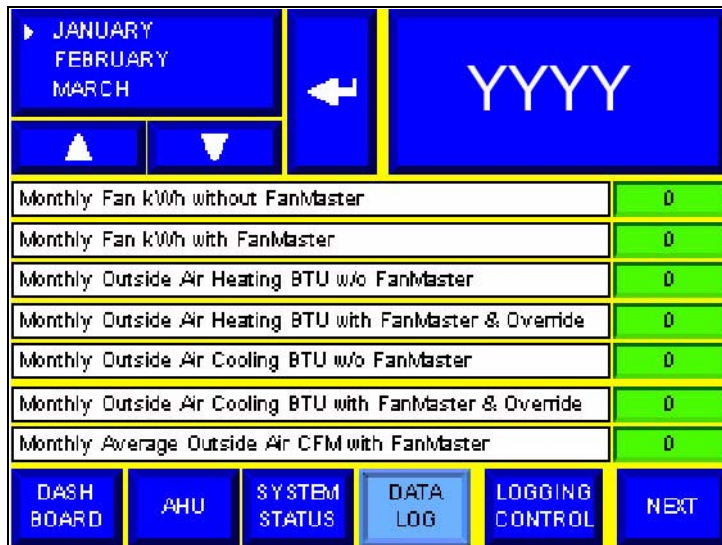 JANUARY
FEBRUARY
MARCH
YYYY
Monthly Fan kWh without FanMaster 0
Monthly Fan kWh with FanMaster 0
Monthly Outside Air Heating BTU w/o FanMaster 0
Monthly Outside Air Heating BTU with FanMaster & Override 0
Monthly Outside Air Cooling BTU w/o FanMaster 0
Monthly Outside Air Cooling BTU with FanMaster & Override 0
Monthly Average Outside Air CFM with FanMaster 0
DASH BOARD
AHU
SYSTEM STATUS
DATA LOG
LOGGING CONTROL
NEXT